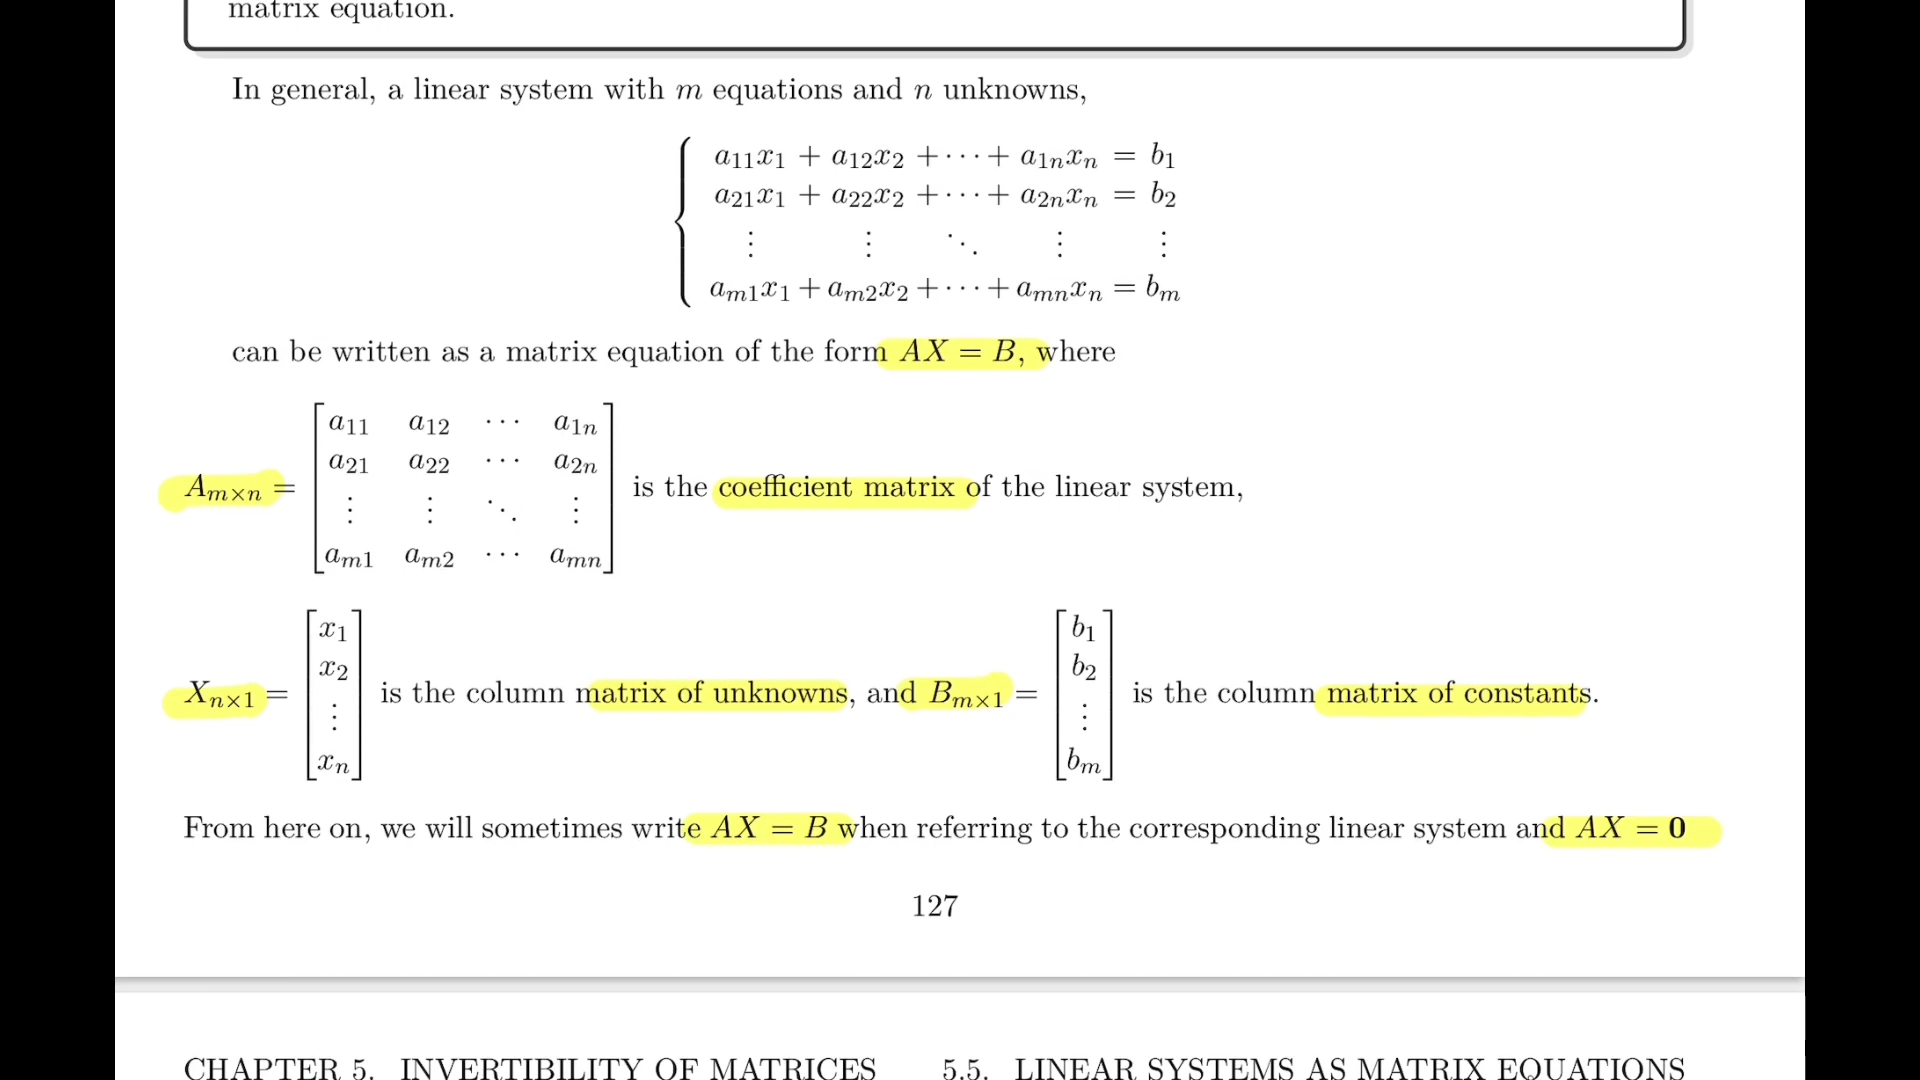 matrix equation.
In general, a linear system with m equations and n unknowns,
a₁₁x₁ + a₁₂x₂ + ··· + a₁ₙxₙ = b₁
a₂₁x₁ + a₂₂x₂ + ··· + a₂ₙxₙ = b₂
⋮ ⋮ ⋱ ⋮ ⋮
aₘ₁x₁ + aₘ₂x₂ + ··· + aₘₙxₙ = bₘ
can be written as a matrix equation of the form AX = B, where
a₁₁ a₁₂ ··· a₁ₙ
a₂₁ a₂₂ ··· a₂ₙ
Aₘ×ₙ = ⋮ ⋮ ⋱ ⋮ is the coefficient matrix of the linear system,
aₘ₁ aₘ₂ ··· aₘₙ
x₁ b₁
x₂ b₂
Xₙ×₁ = ⋮ is the column matrix of unknowns, and Bₘ×₁ = ⋮ is the column matrix of constants.
xₙ bₘ
From here on, we will sometimes write AX = B when referring to the corresponding linear system and AX = 0
127
CHAPTER 5. INVERTIBILITY OF MATRICES 5.5. LINEAR SYSTEMS AS MATRIX EQUATIONS